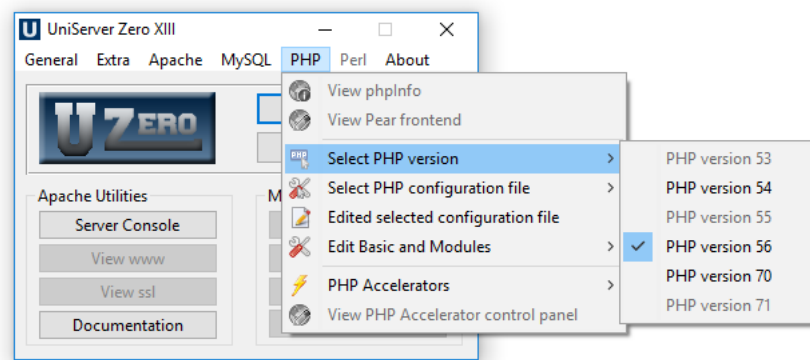 UniServer Zero XIII
General Extra Apache MySQL PHP Perl About
U ZERO
View phpInfo
View Pear frontend
Select PHP version
Select PHP configuration file
Edited selected configuration file
Edit Basic and Modules
PHP Accelerators
View PHP Accelerator control panel
PHP version 53
PHP version 54
PHP version 55
PHP version 56
PHP version 70
PHP version 71
Apache Utilities
Server Console
View www
View ssl
Documentation
M